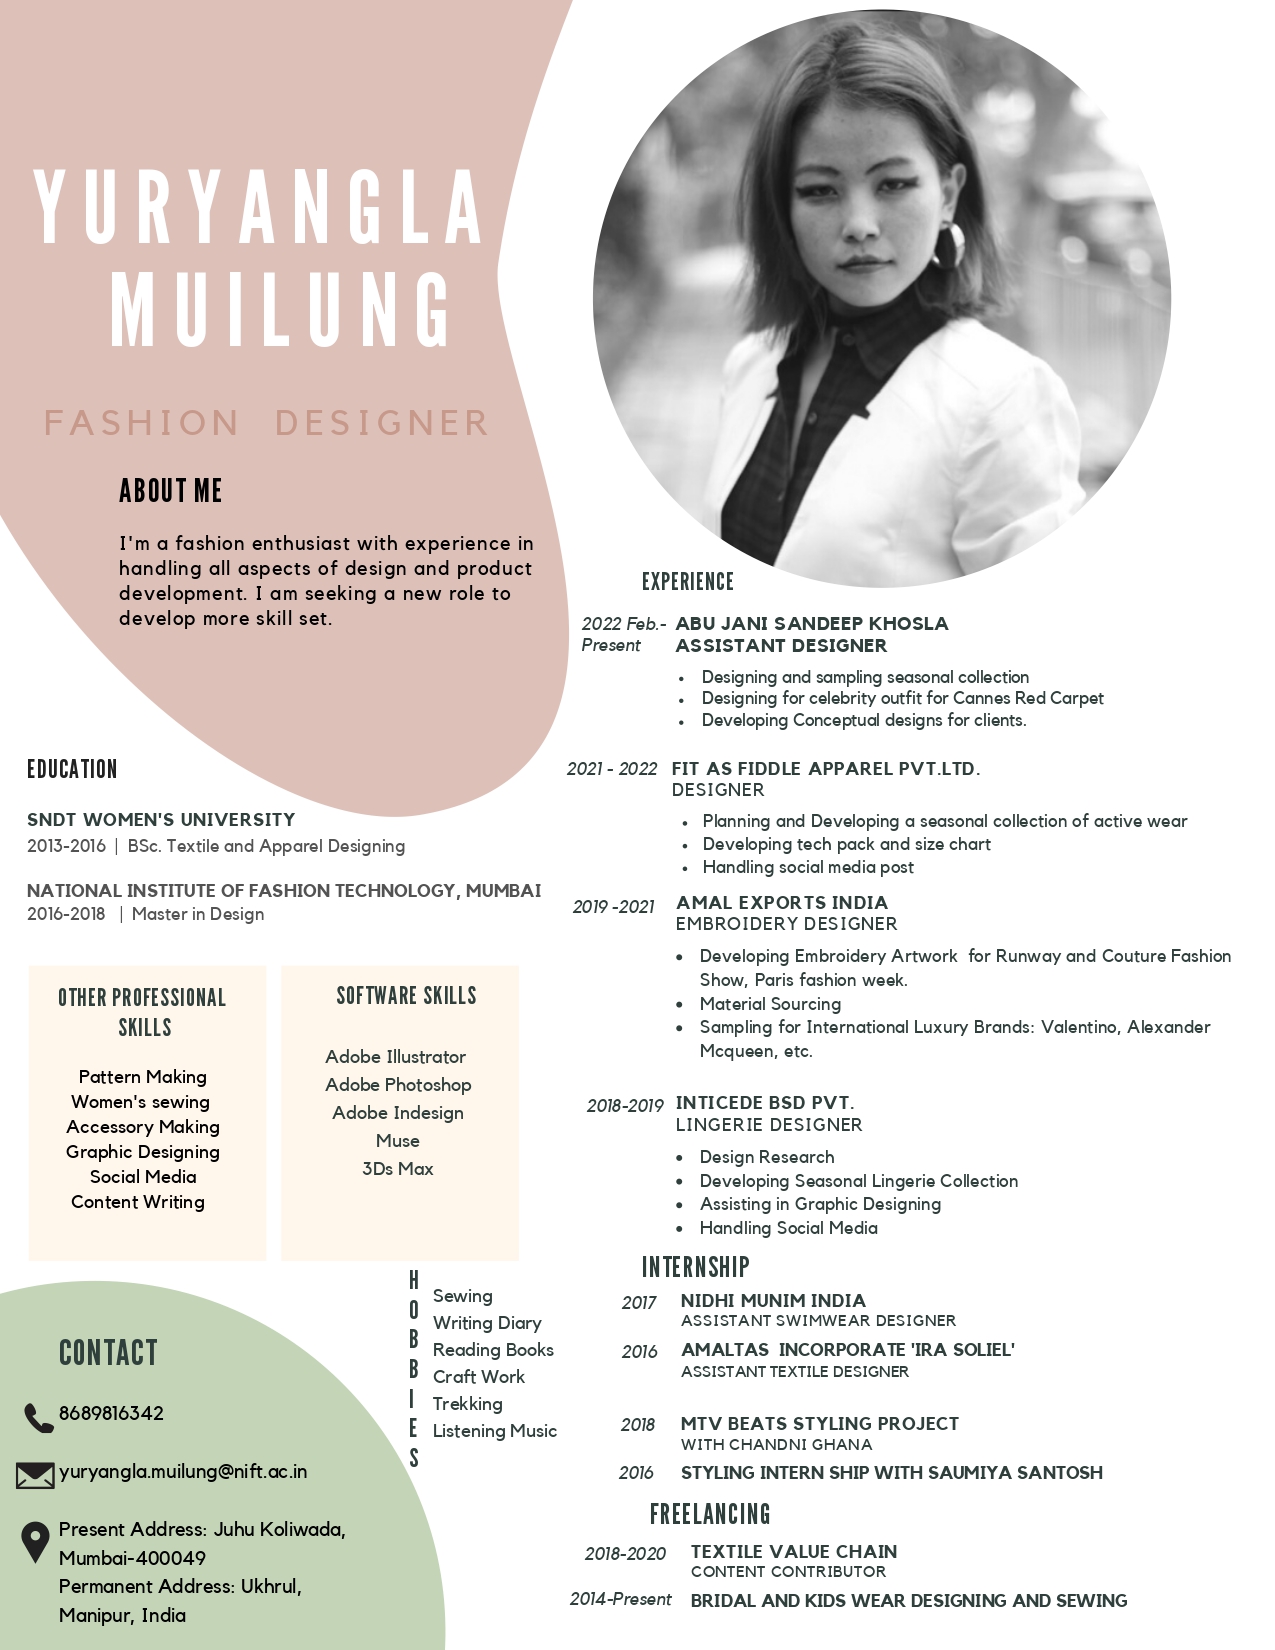 YURYANGLA
MUILUNG
FASHION DESIGNER
ABOUT ME
I'm a fashion enthusiast with experience in
handling all aspects of design and product
development. I am seeking a new role to
develop more skill set.
EDUCATION
SNDT WOMEN'S UNIVERSITY
2013-2016 | BSc. Textile and Apparel Designing
NATIONAL INSTITUTE OF FASHION TECHNOLOGY, MUMBAI
2016-2018 | Master in Design
OTHER PROFESSIONAL
SKILLS
Pattern Making
Women's sewing
Accessory Making
Graphic Designing
Social Media
Content Writing
SOFTWARE SKILLS
Adobe Illustrator
Adobe Photoshop
Adobe Indesign
Muse
3Ds Max
HOBBIES
Sewing
Writing Diary
Reading Books
Craft Work
Trekking
Listening Music
CONTACT
8689816342
yuryangla.muilung@nift.ac.in
Present Address: Juhu Koliwada,
Mumbai-400049
Permanent Address: Ukhrul,
Manipur, India
EXPERIENCE
2022 Feb.- ABU JANI SANDEEP KHOSLA
Present ASSISTANT DESIGNER
• Designing and sampling seasonal collection
• Designing for celebrity outfit for Cannes Red Carpet
• Developing Conceptual designs for clients.
2021 - 2022 FIT AS FIDDLE APPAREL PVT.LTD.
DESIGNER
• Planning and Developing a seasonal collection of active wear
• Developing tech pack and size chart
• Handling social media post
2019 -2021 AMAL EXPORTS INDIA
EMBROIDERY DESIGNER
• Developing Embroidery Artwork for Runway and Couture Fashion
Show, Paris fashion week.
• Material Sourcing
• Sampling for International Luxury Brands: Valentino, Alexander
Mcqueen, etc.
2018-2019 INTICEDE BSD PVT.
LINGERIE DESIGNER
• Design Research
• Developing Seasonal Lingerie Collection
• Assisting in Graphic Designing
• Handling Social Media
INTERNSHIP
2017 NIDHI MUNIM INDIA
ASSISTANT SWIMWEAR DESIGNER
2016 AMALTAS INCORPORATE 'IRA SOLIEL'
ASSISTANT TEXTILE DESIGNER
2018 MTV BEATS STYLING PROJECT
WITH CHANDNI GHANA
2016 STYLING INTERN SHIP WITH SAUMIYA SANTOSH
FREELANCING
2018-2020 TEXTILE VALUE CHAIN
CONTENT CONTRIBUTOR
2014-Present BRIDAL AND KIDS WEAR DESIGNING AND SEWING